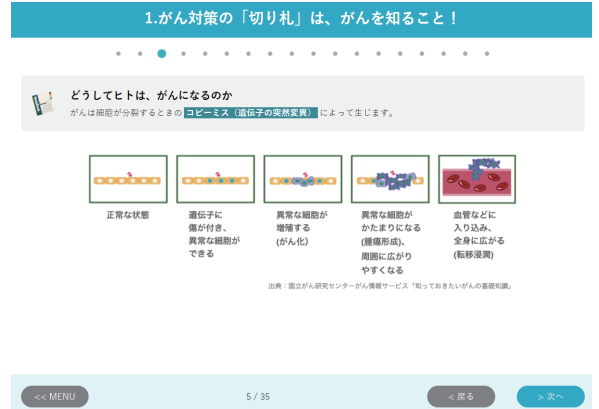 1.がん対策の「切り札」は、がんを知ること！
どうしてヒトは、がんになるのか
がんは細胞が分裂するときの コピーミス（遺伝子の突然変異） によって生じます。
正常な状態
遺伝子に
傷が付き、
異常な細胞が
できる
異常な細胞が
増殖する
(がん化)
異常な細胞が
かたまりになる
(腫瘍形成)、
周囲に広がり
やすくなる
血管などに
入り込み、
全身に広がる
(転移浸潤)
出典：国立がん研究センターがん情報サービス「知っておきたいがんの基礎知識」
<< MENU
5 / 35
< 戻る
> 次へ